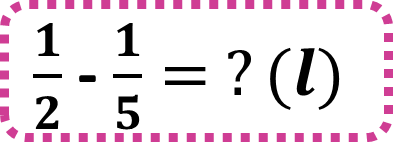 1/2 - 1/5 = ? (l)